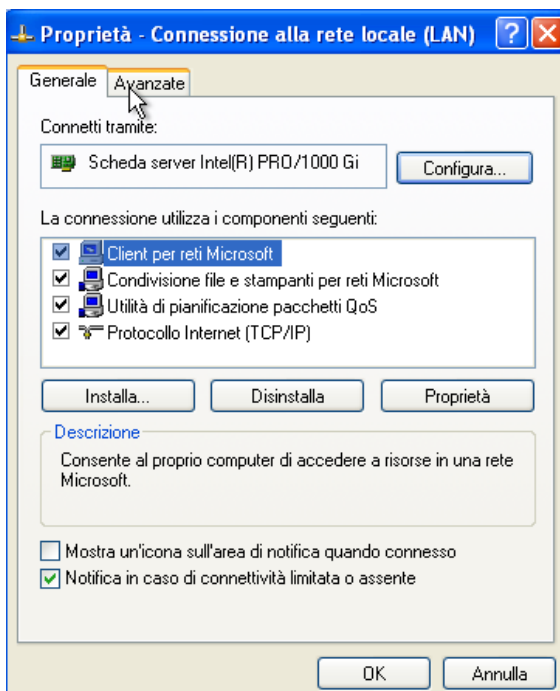 Proprietà - Connessione alla rete locale (LAN)
Generale
Avanzate
Connetti tramite:
Scheda server Intel(R) PRO/1000 Gi
Configura...
La connessione utilizza i componenti seguenti:
Client per reti Microsoft
Condivisione file e stampanti per reti Microsoft
Utilità di pianificazione pacchetti QoS
Protocollo Internet (TCP/IP)
Installa...
Disinstalla
Proprietà
Descrizione
Consente al proprio computer di accedere a risorse in una rete
Microsoft.
Mostra un'icona sull'area di notifica quando connesso
Notifica in caso di connettività limitata o assente
OK
Annulla